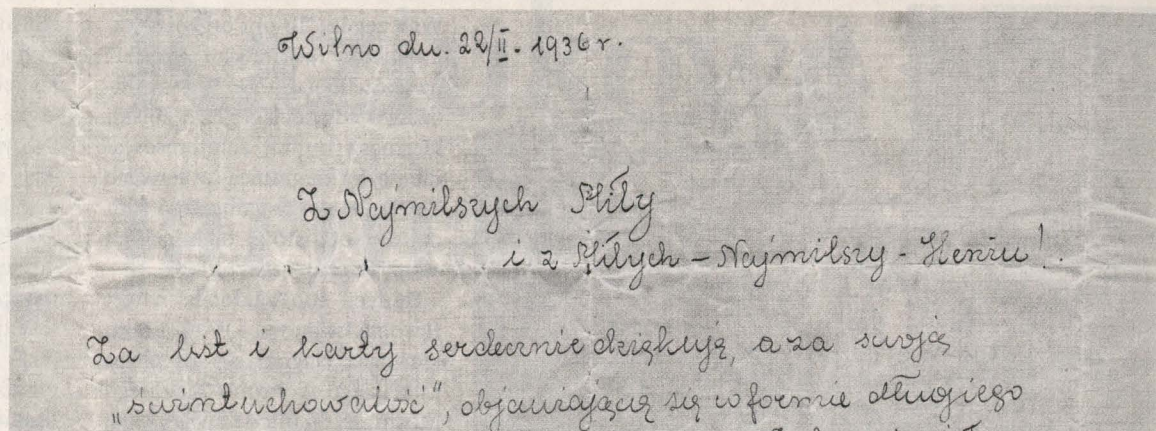 Wilno dn. 22/II. 1936 r.
Z Najmilszych Miły
i z Miłych – Najmilszy – Heniu!
Za list i karty serdecznie dziękuję, a za swoją
„świntuchowatość”, objawiającą się w formie długiego